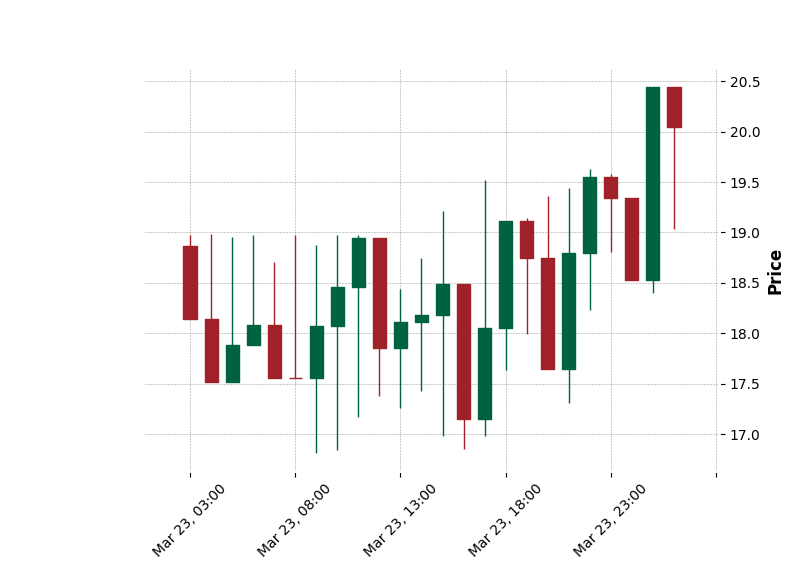 20.5
20.0
19.5
19.0
18.5
18.0
17.5
17.0
Price
Mar 23, 03:00
Mar 23, 08:00
Mar 23, 13:00
Mar 23, 18:00
Mar 23, 23:00